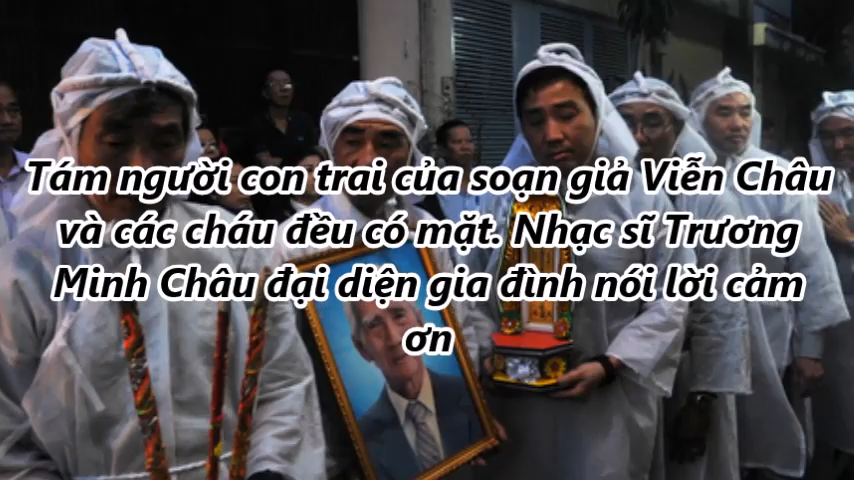 Tám người con trai của soạn giả Viễn Châu
và các cháu đều có mặt. Nhạc sĩ Trương
Minh Châu đại diện gia đình nói lời cảm
ơn